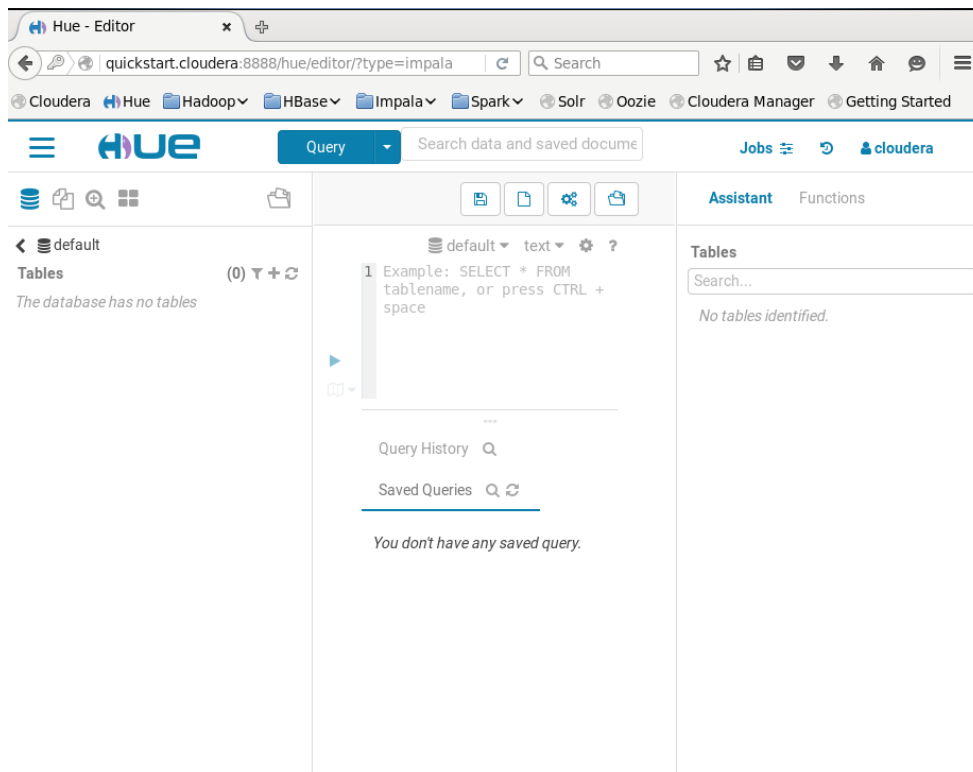 Hue - Editor
quickstart.cloudera:8888/hue/editor/?type=impala
Search
Cloudera Hue Hadoop HBase Impala Spark Solr Oozie Cloudera Manager Getting Started
HUE Query Search data and saved docume Jobs cloudera
Assistant Functions
default
Tables (0)
The database has no tables
default text ?
1 Example: SELECT * FROM
tablename, or press CTRL +
space
Query History
Saved Queries
You don't have any saved query.
Tables
Search...
No tables identified.